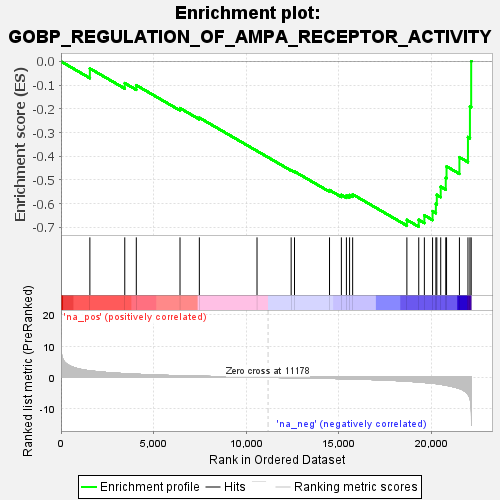 Enrichment plot:
GOBP_REGULATION_OF_AMPA_RECEPTOR_ACTIVITY
Enrichment score (ES)
0.0
-0.1
-0.2
-0.3
-0.4
-0.5
-0.6
-0.7
'na_pos' (positively correlated)
Ranked list metric (PreRanked)
20
10
0
-10
Zero cross at 11178
'na_neg' (negatively correlated)
0
5,000
10,000
15,000
20,000
Rank in Ordered Dataset
Enrichment profile
Hits
Ranking metric scores